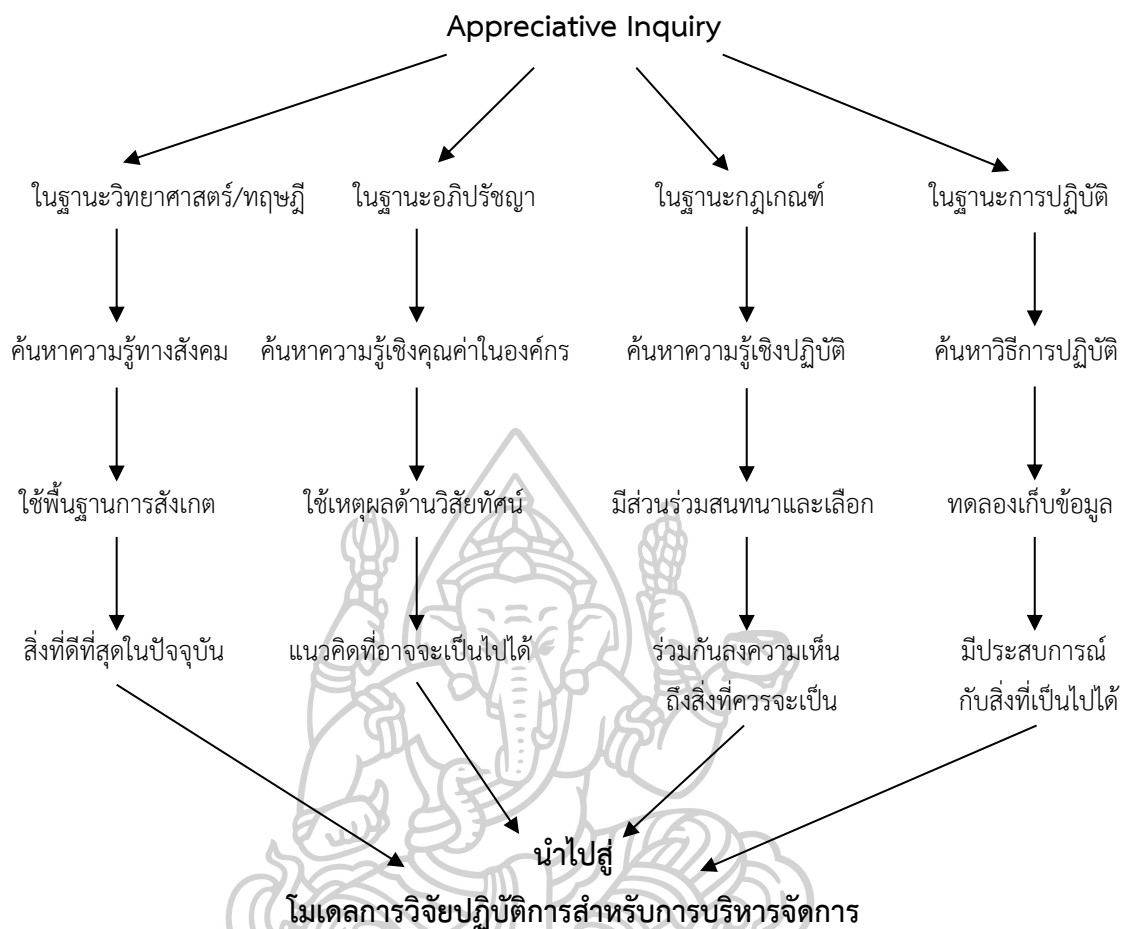 Appreciative Inquiry
ในฐานะวิทยาศาสตร์/ทฤษฎี ในฐานะอภิปรัชญา ในฐานะกฎเกณฑ์ ในฐานะการปฏิบัติ
ค้นหาความรู้ทางสังคม ค้นหาความรู้เชิงคุณค่าในองค์กร ค้นหาความรู้เชิงปฏิบัติ ค้นหาวิธีการปฏิบัติ
ใช้พื้นฐานการสังเกต ใช้เหตุผลด้านวิสัยทัศน์ มีส่วนร่วมสนทนาและเลือก ทดลองเก็บข้อมูล
สิ่งที่ดีที่สุดในปัจจุบัน แนวคิดที่อาจจะเป็นไปได้ ร่วมกันลงความเห็น มีประสบการณ์
ถึงสิ่งที่ควรจะเป็น กับสิ่งที่เป็นไปได้
นำไปสู่
โมเดลการวิจัยปฏิบัติการสำหรับการบริหารจัดการ